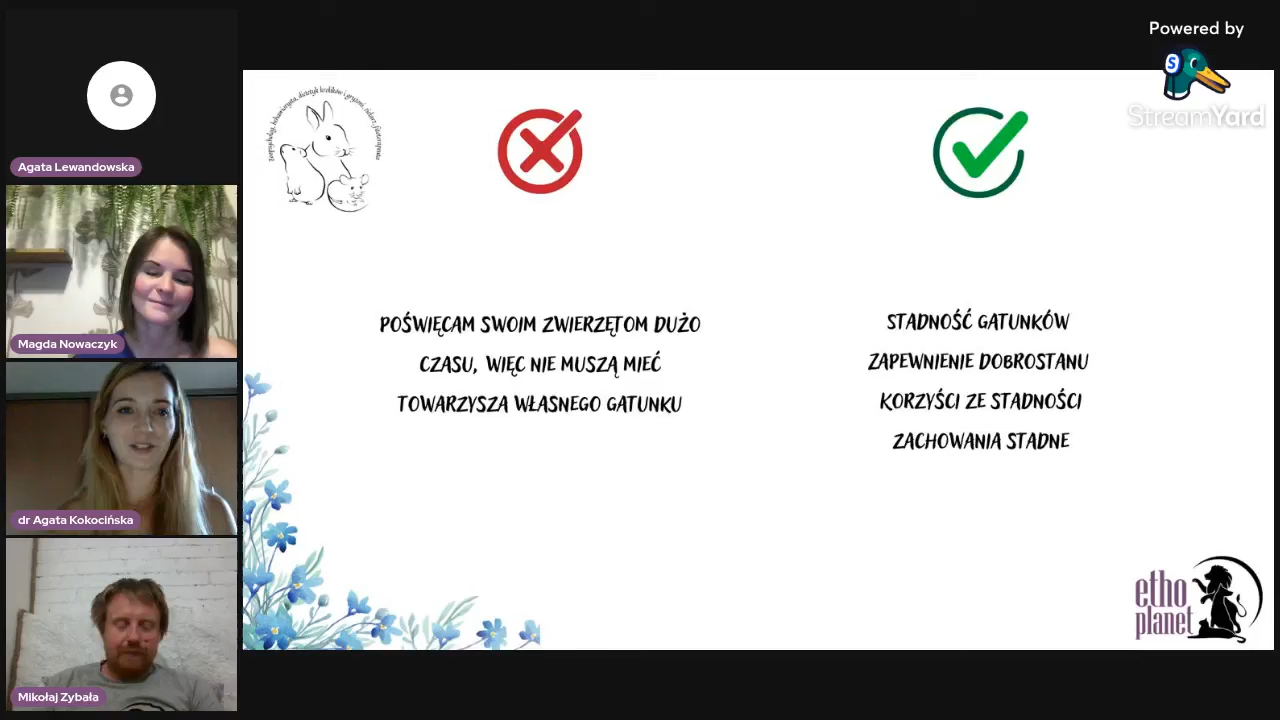 Powered by
StreamYard
Agata Lewandowska
Magda Nowaczyk
dr Agata Kokocińska
Mikołaj Zybała
POŚWIĘCAM SWOIM ZWIERZĘTOM DUŻO
CZASU, WIĘC NIE MUSZĄ MIEĆ
TOWARZYSZA WŁASNEGO GATUNKU
STADNOŚĆ GATUNKÓW
ZAPEWNIENIE DOBROSTANU
KORZYŚCI ZE STADNOŚCI
ZACHOWANIA STADNE
etho
planet